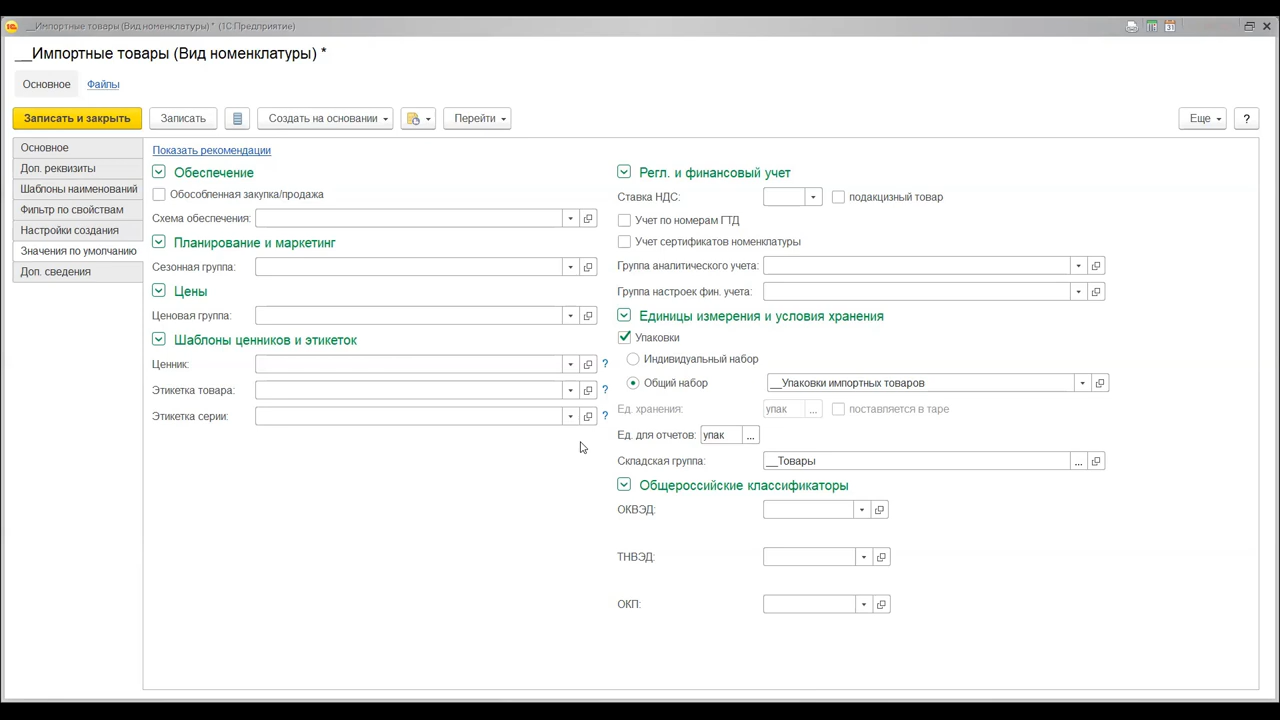 __Импортные товары (Вид номенклатуры) * (1С:Предприятие)
__Импортные товары (Вид номенклатуры) *
Основное Файлы
Записать и закрыть Записать Создать на основании Перейти Еще ?
Основное
Доп. реквизиты
Шаблоны наименований
Фильтр по свойствам
Настройки создания
Значения по умолчанию
Доп. сведения
Показать рекомендации
Обеспечение
Обособленная закупка/продажа
Схема обеспечения:
Планирование и маркетинг
Сезонная группа:
Цены
Ценовая группа:
Шаблоны ценников и этикеток
Ценник: ?
Этикетка товара: ?
Этикетка серии: ?
Регл. и финансовый учет
Ставка НДС: подакцизный товар
Учет по номерам ГТД
Учет сертификатов номенклатуры
Группа аналитического учета:
Группа настроек фин. учета:
Единицы измерения и условия хранения
Упаковки
Индивидуальный набор
Общий набор __Упаковки импортных товаров
Ед. хранения: упак ... поставляется в таре
Ед. для отчетов: упак ...
Складская группа: __Товары ...
Общероссийские классификаторы
ОКВЭД:
ТНВЭД:
ОКП: